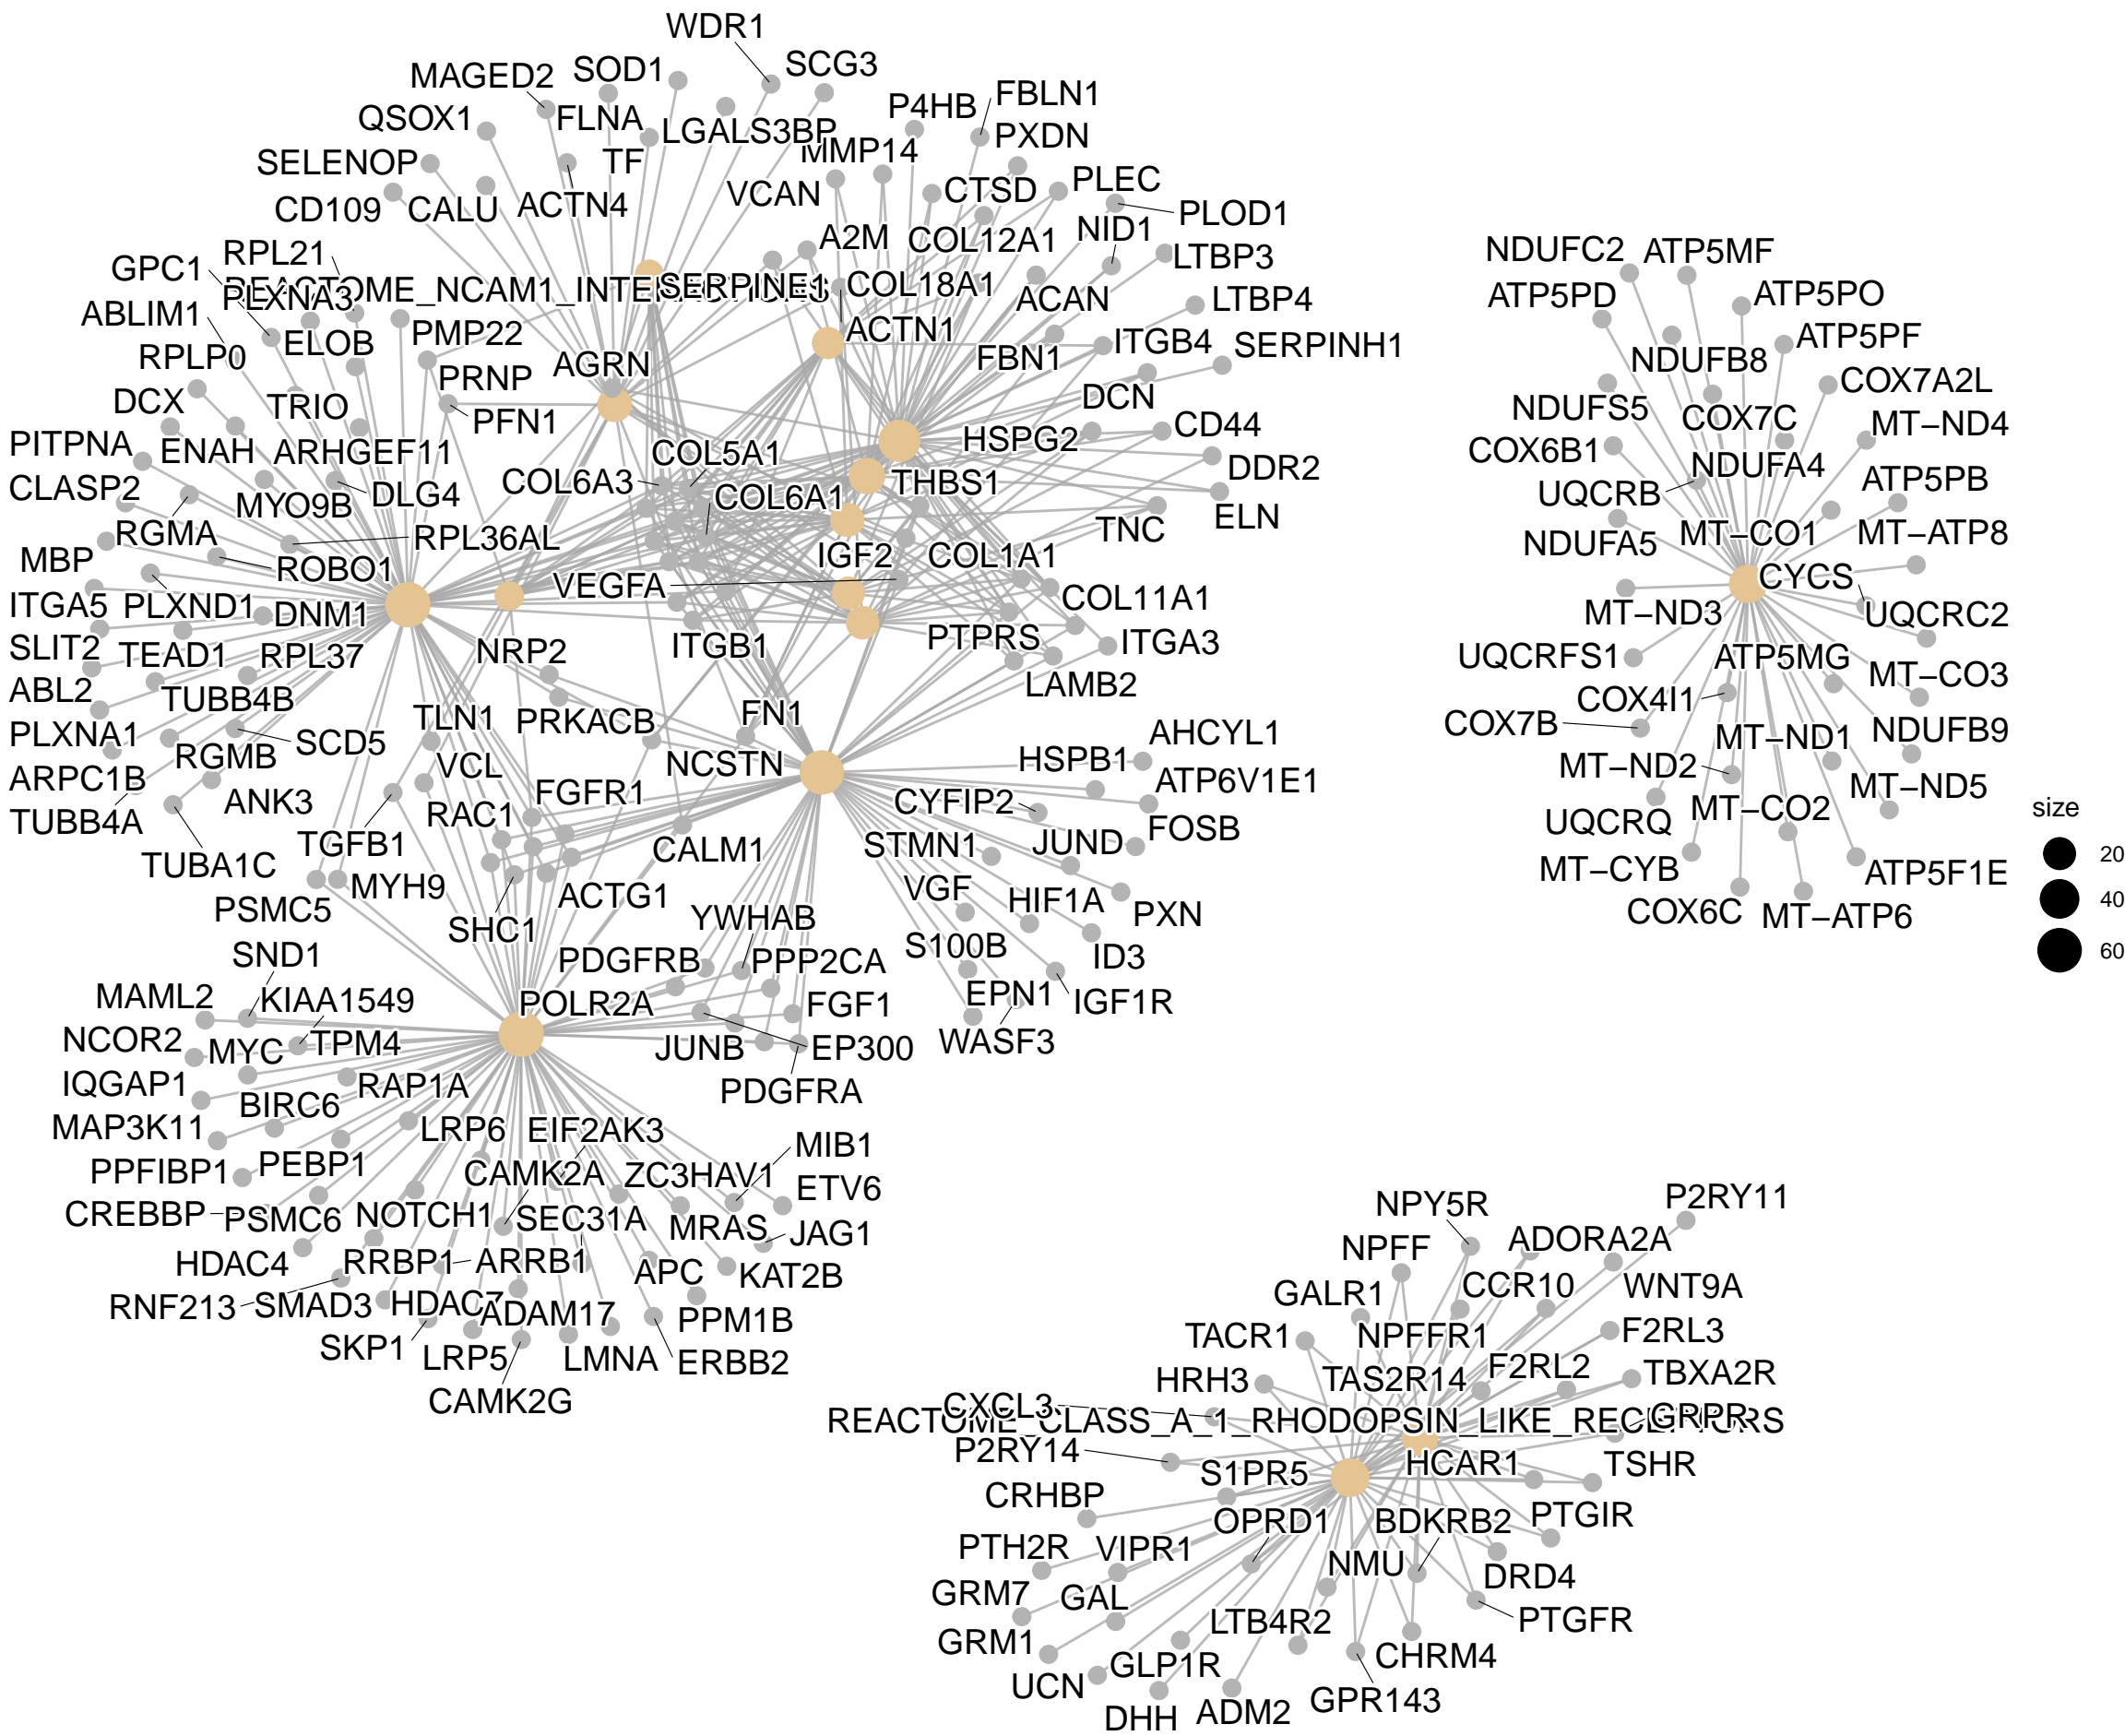 WDR1
MAGED2
SOD1
SCG3
QSOX1
FLNA
LGALS3BP
P4HB
FBLN1
SELENOP
TF
MMP14
PXDN
CD109
CALU
ACTN4
VCAN
CTSD
PLEC
PLOD1
RPL21
GPC1
A2M
COL12A1
NID1
LTBP3
PLXNA3
SERPINE1
COL18A1
ACAN
LTBP4
ABLIM1
ELOB
PMP22
ACTN1
RPLP0
AGRN
FBN1
ITGB4
SERPINH1
PRNP
DCX
TRIO
PFN1
DCN
PITPNA
ENAH
ARHGEF11
COL5A1
HSPG2
CD44
CLASP2
MYO9B
DLG4
COL6A3
THBS1
DDR2
COL6A1
ELN
RGMA
RPL36AL
TNC
MBP
ROBO1
IGF2
COL1A1
VEGFA
ITGA5
PLXND1
DNM1
COL11A1
SLIT2
TEAD1
RPL37
NRP2
ITGB1
PTPRS
ITGA3
ABL2
TUBB4B
LAMB2
PLXNA1
TLN1
PRKACB
FN1
SCD5
RGMB
VCL
NCSTN
AHCYL1
HSPB1
ARPC1B
ANK3
FGFR1
ATP6V1E1
TUBB4A
RAC1
CYFIP2
FOSB
TUBA1C
TGFB1
CALM1
STMN1
JUND
MYH9
ACTG1
VGF
HIF1A
PXN
PSMC5
SHC1
YWHAB
S100B
ID3
SND1
PDGFRB
PPP2CA
EPN1
IGF1R
MAML2
KIAA1549
POLR2A
FGF1
WASF3
NCOR2
MYC
TPM4
JUNB
EP300
IQGAP1
RAP1A
PDGFRA
BIRC6
MAP3K11
LRP6
EIF2AK3
MIB1
PPFIBP1
PEBP1
CAMK2A
ZC3HAV1
ETV6
CREBBP
PSMC6
NOTCH1
SEC31A
MRAS
JAG1
HDAC4
RRBP1
ARRB1
APC
KAT2B
RNF213
SMAD3
HDAC7
ADAM17
PPM1B
SKP1
LRP5
LMNA
ERBB2
CAMK2G
NDUFC2
ATP5MF
ATP5PD
ATP5PO
ATP5PF
NDUFB8
COX7A2L
NDUFS5
COX7C
MT−ND4
COX6B1
NDUFA4
ATP5PB
UQCRB
MT−CO1
MT−ATP8
NDUFA5
CYCS
MT−ND3
UQCRC2
UQCRFS1
ATP5MG
MT−CO3
COX4I1
COX7B
MT−ND1
NDUFB9
MT−ND2
MT−ND5
MT−CO2
UQCRQ
MT−CYB
ATP5F1E
COX6C
MT−ATP6
size
20
40
60
NPY5R
P2RY11
NPFF
ADORA2A
GALR1
CCR10
WNT9A
TACR1
NPFFR1
F2RL3
HRH3
TAS2R14
F2RL2
TBXA2R
CXCL3
REACTOME_CLASS_A_1_RHODOPSIN_LIKE_RECEPTORS
GRPR
P2RY14
S1PR5
HCAR1
TSHR
CRHBP
OPRD1
BDKRB2
PTGIR
PTH2R
VIPR1
NMU
DRD4
GRM7
GAL
LTB4R2
PTGFR
GRM1
GLP1R
CHRM4
UCN
DHH
ADM2
GPR143